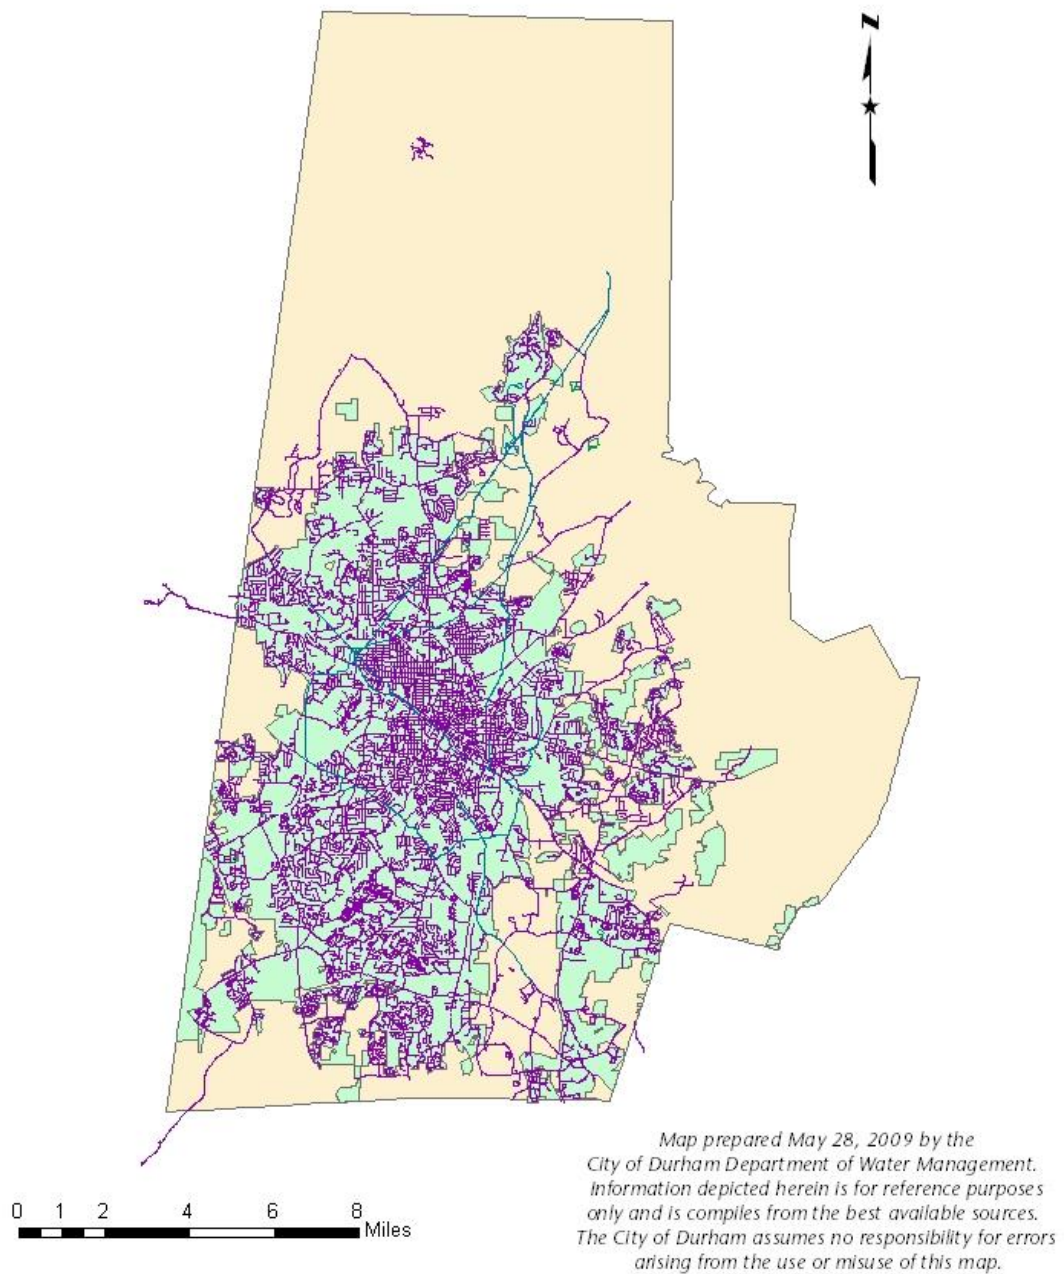 N
Map prepared May 28, 2009 by the
City of Durham Department of Water Management.
Information depicted herein is for reference purposes
only and is compiles from the best available sources.
The City of Durham assumes no responsibility for errors
arising from the use or misuse of this map.
0 1 2 4 6 8
Miles